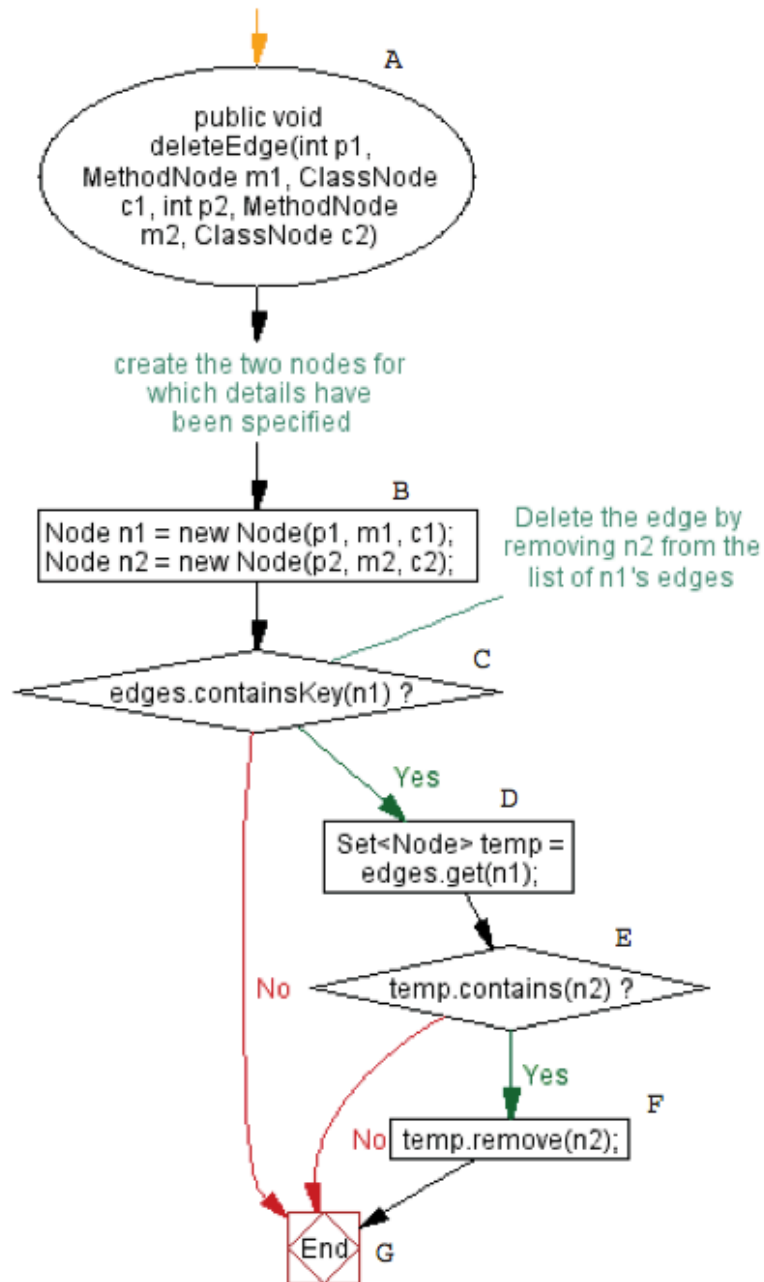 A
public void
deleteEdge(int p1,
MethodNode m1, ClassNode
c1, int p2, MethodNode
m2, ClassNode c2)
create the two nodes for
which details have
been specified
B
Node n1 = new Node(p1, m1, c1);
Node n2 = new Node(p2, m2, c2);
Delete the edge by
removing n2 from the
list of n1's edges
C
edges.containsKey(n1) ?
Yes
D
Set<Node> temp =
edges.get(n1);
E
No
temp.contains(n2) ?
Yes
F
No
temp.remove(n2);
End
G